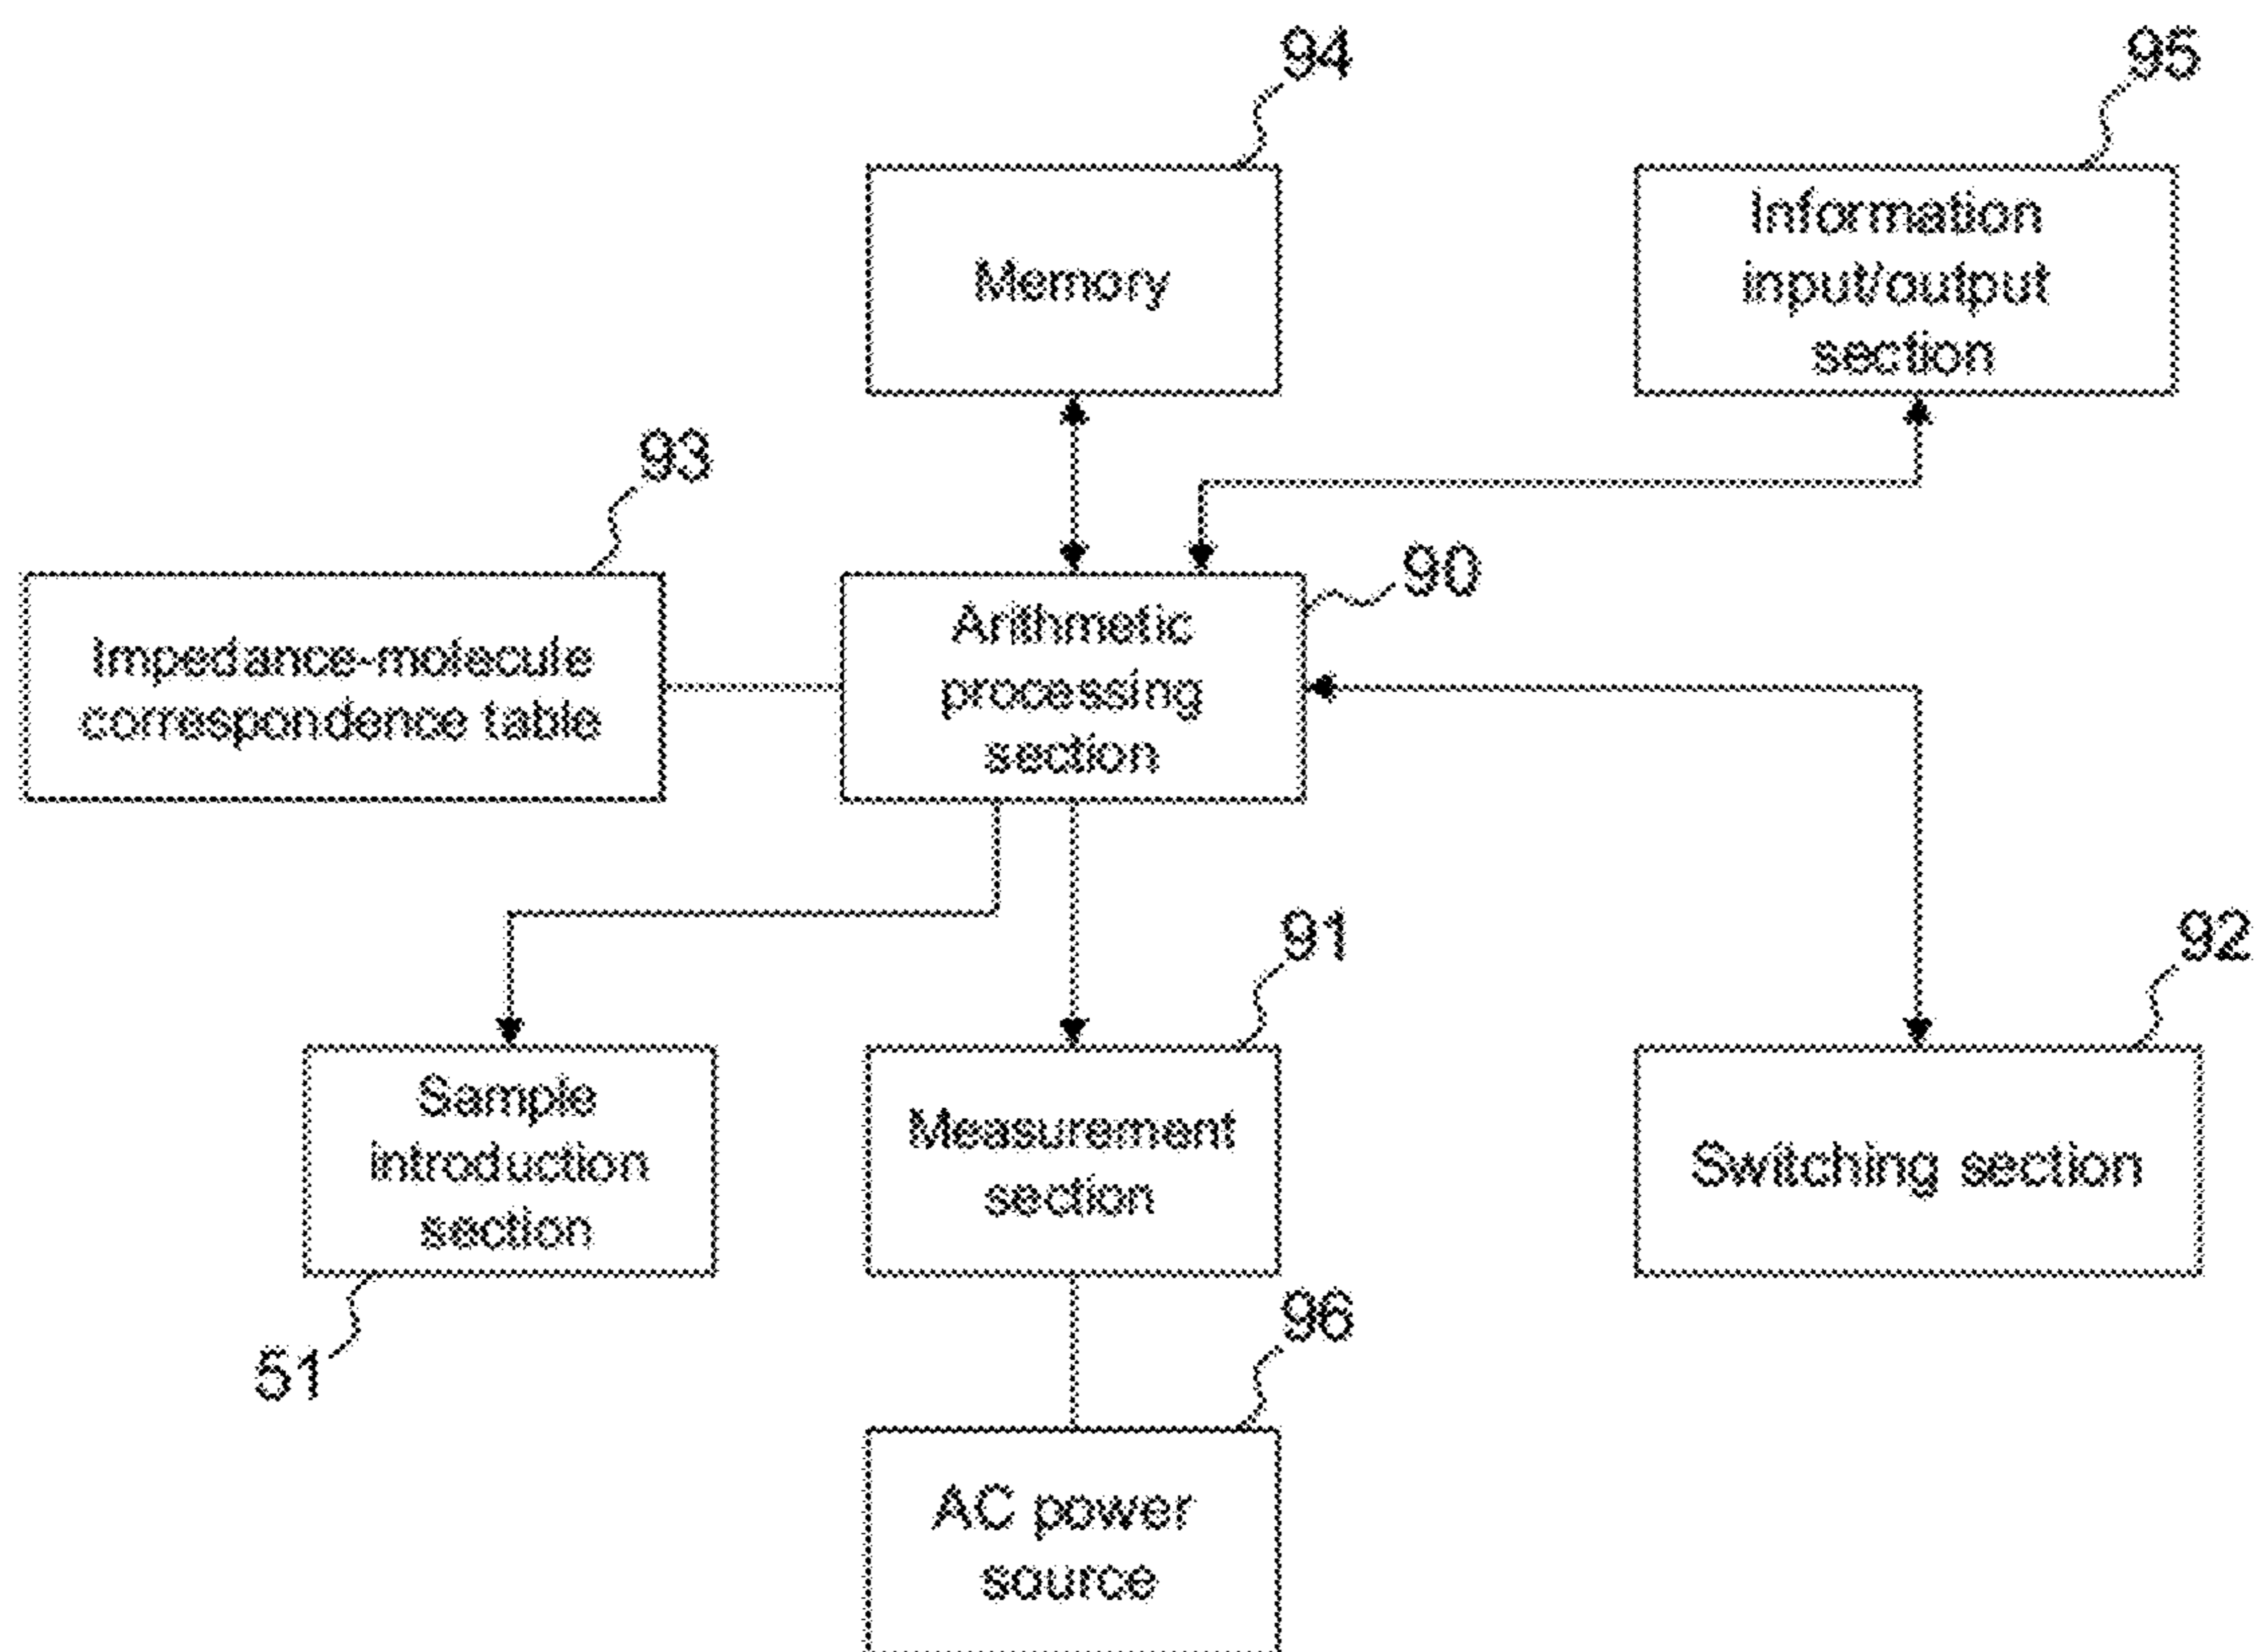 94
95
Memory
Information
input/output
section
93
90
Impedance-molecule
correspondence table
Arithmetic
processing
section
91
92
Sample
introduction
section
Measurement
section
Switching section
51
96
AC power
source